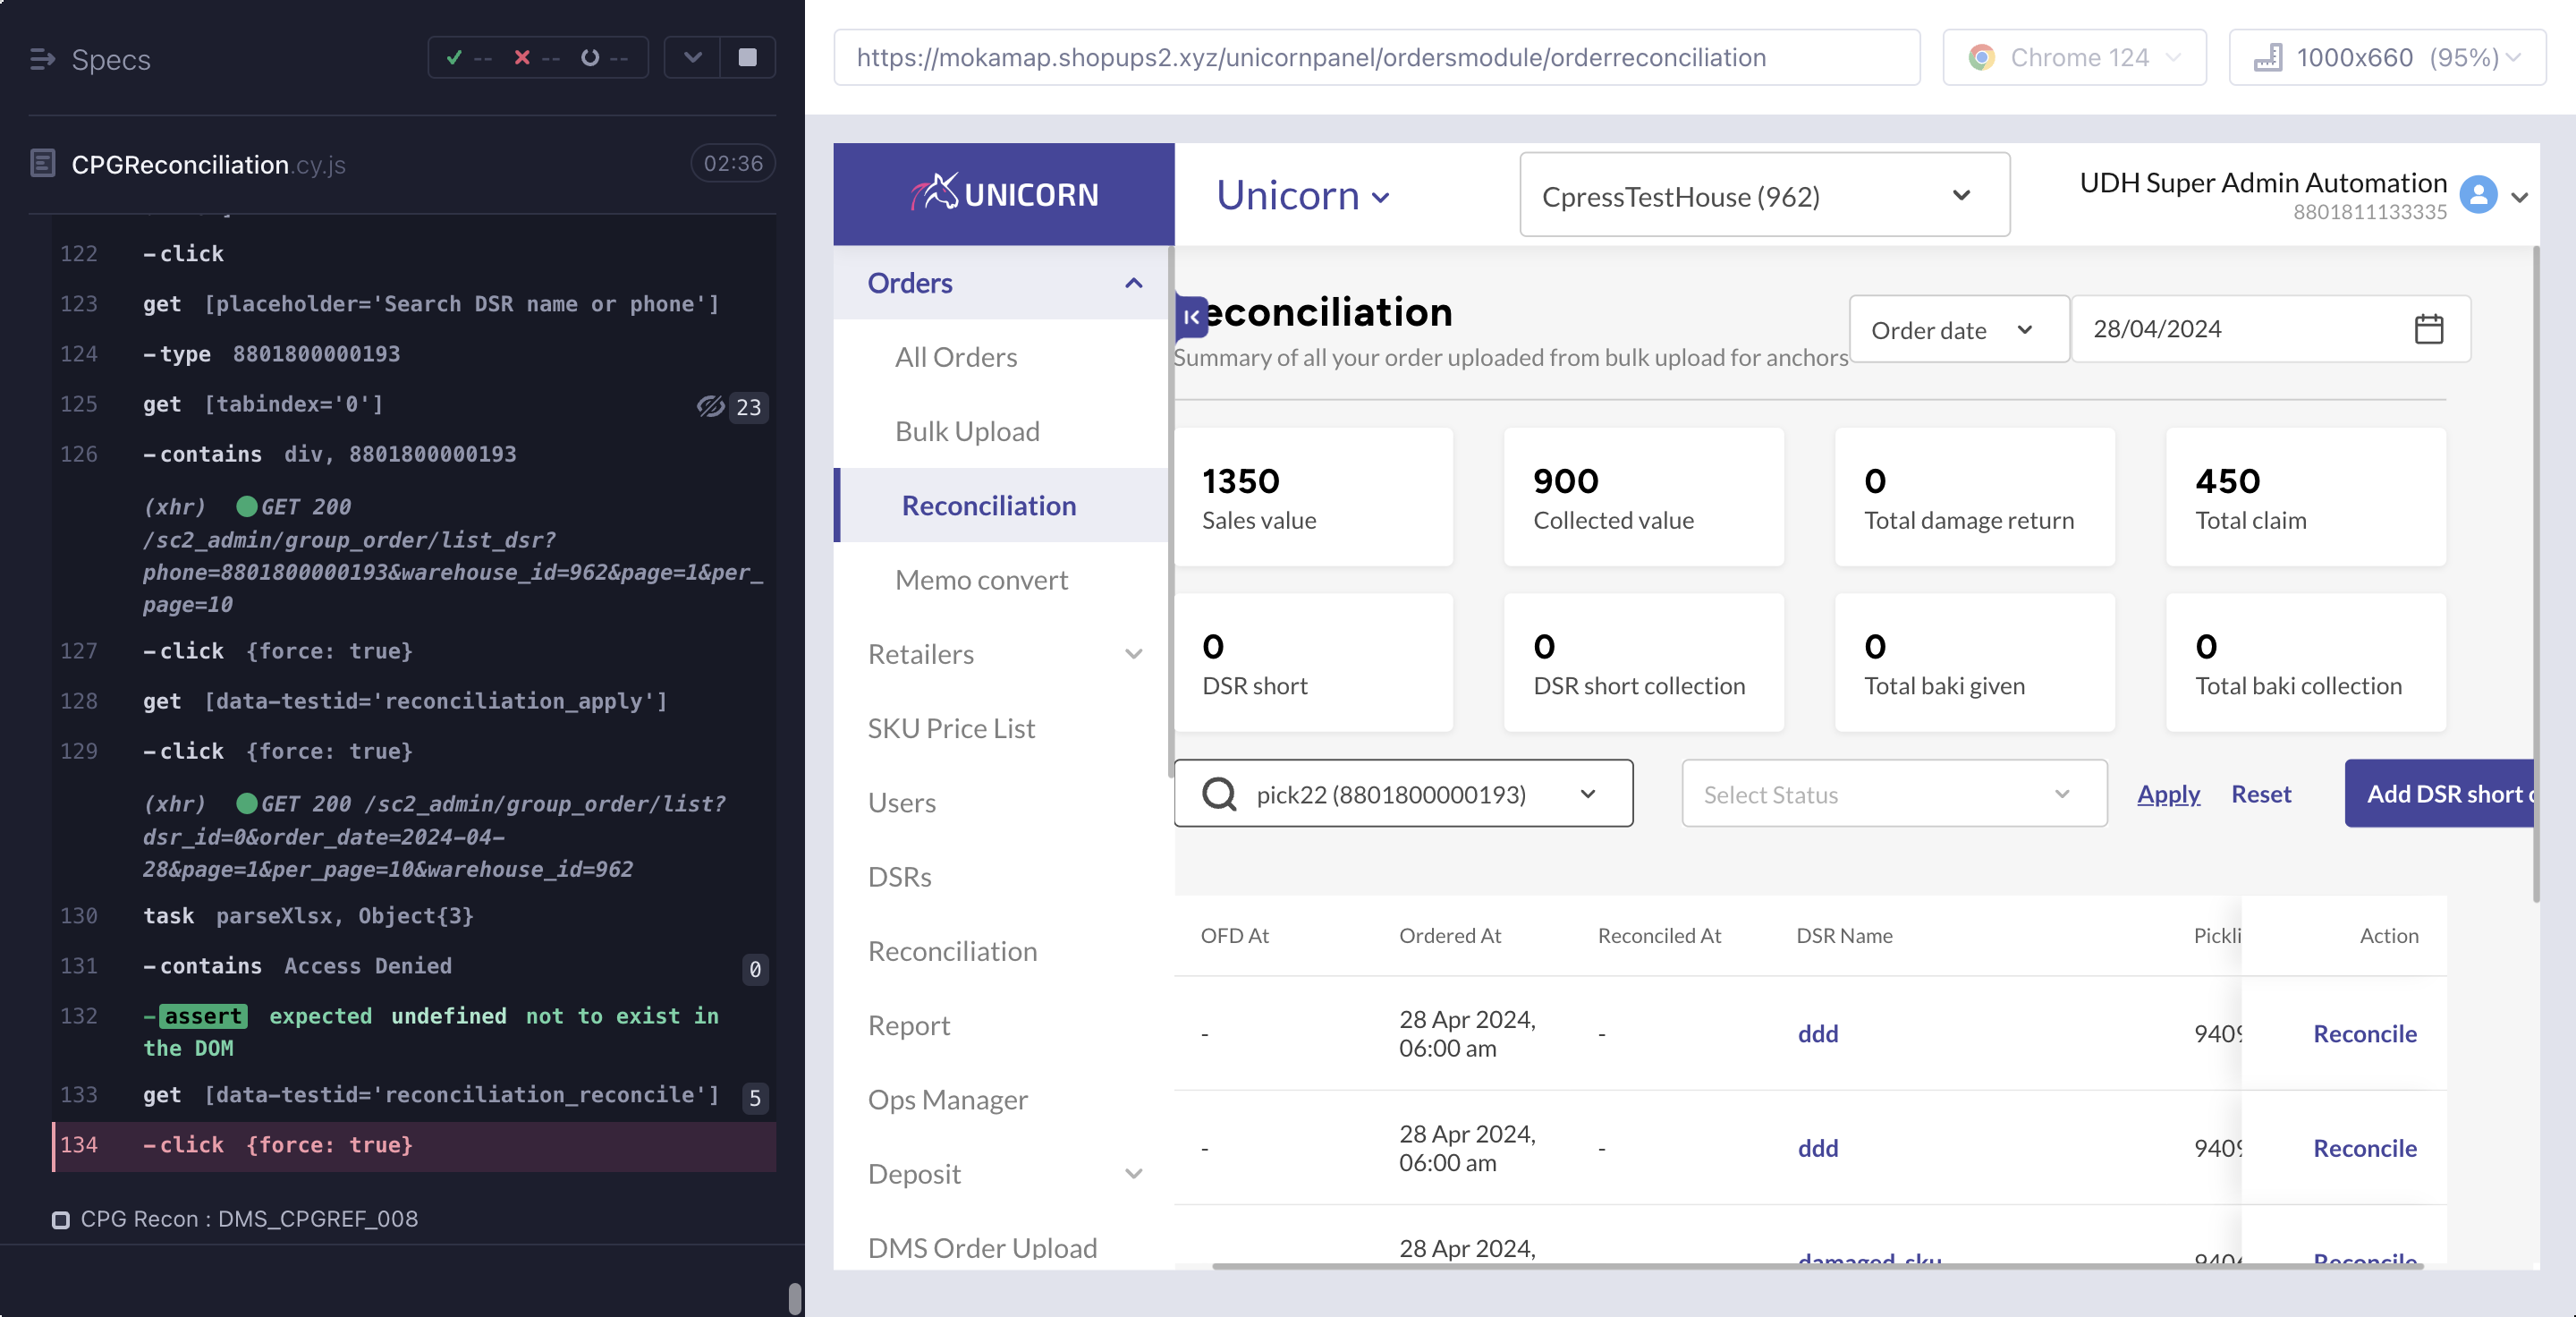 Specs
-- -- --
CPGReconciliation.cy.js
02:36
122 -click
123 get [placeholder='Search DSR name or phone']
124 -type 8801800000193
125 get [tabindex='0'] 23
126 -contains div, 8801800000193
(xhr) GET 200
/sc2_admin/group_order/list_dsr?
phone=8801800000193&warehouse_id=962&page=1&per_
page=10
127 -click {force: true}
128 get [data-testid='reconciliation_apply']
129 -click {force: true}
(xhr) GET 200 /sc2_admin/group_order/list?
dsr_id=0&order_date=2024-04-
28&page=1&per_page=10&warehouse_id=962
130 task parseXlsx, Object{3}
131 -contains Access Denied 0
132 -assert expected undefined not to exist in
the DOM
133 get [data-testid='reconciliation_reconcile'] 5
134 -click {force: true}
CPG Recon : DMS_CPGREF_008
https://mokamap.shopups2.xyz/unicornpanel/ordersmodule/orderreconciliation
Chrome 124
1000x660 (95%)
UNICORN
Unicorn
CpressTestHouse (962)
UDH Super Admin Automation
8801811133335
Orders
All Orders
Bulk Upload
Reconciliation
Memo convert
Retailers
SKU Price List
Users
DSRs
Reconciliation
Report
Ops Manager
Deposit
DMS Order Upload
econciliation
Summary of all your order uploaded from bulk upload for anchors
Order date
28/04/2024
1350
Sales value
900
Collected value
0
Total damage return
450
Total claim
0
DSR short
0
DSR short collection
0
Total baki given
0
Total baki collection
pick22 (8801800000193)
Select Status
Apply
Reset
Add DSR short
OFD At Ordered At Reconciled At DSR Name Pickli Action
- 28 Apr 2024,
06:00 am - ddd 9409 Reconcile
- 28 Apr 2024,
06:00 am - ddd 9409 Reconcile
28 Apr 2024,
damaged_sku Reconcile